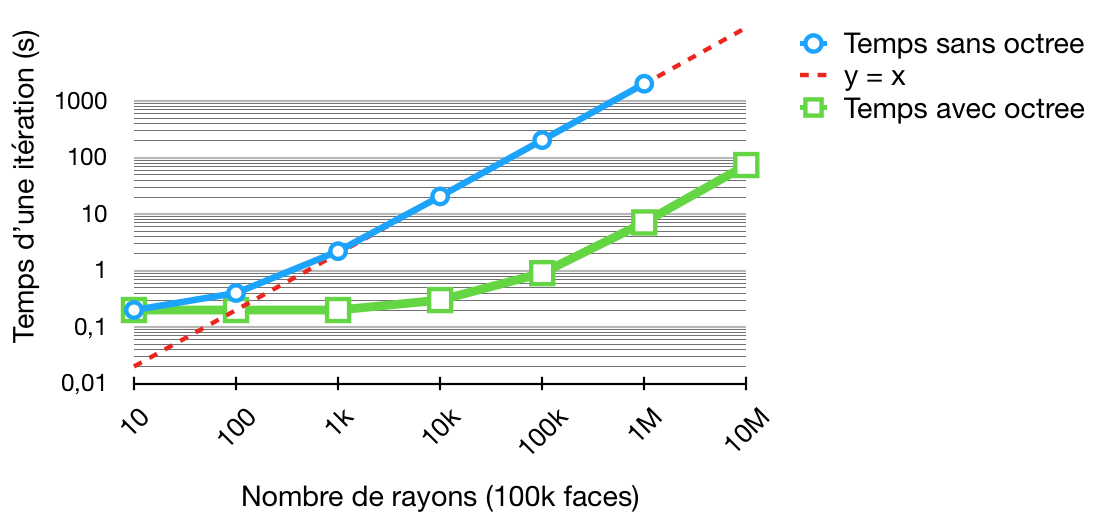 Temps d’une itération (s)
1000
100
10
1
0,1
0,01
10
100
1k
10k
100k
1M
10M
Nombre de rayons (100k faces)
Temps sans octree
y = x
Temps avec octree